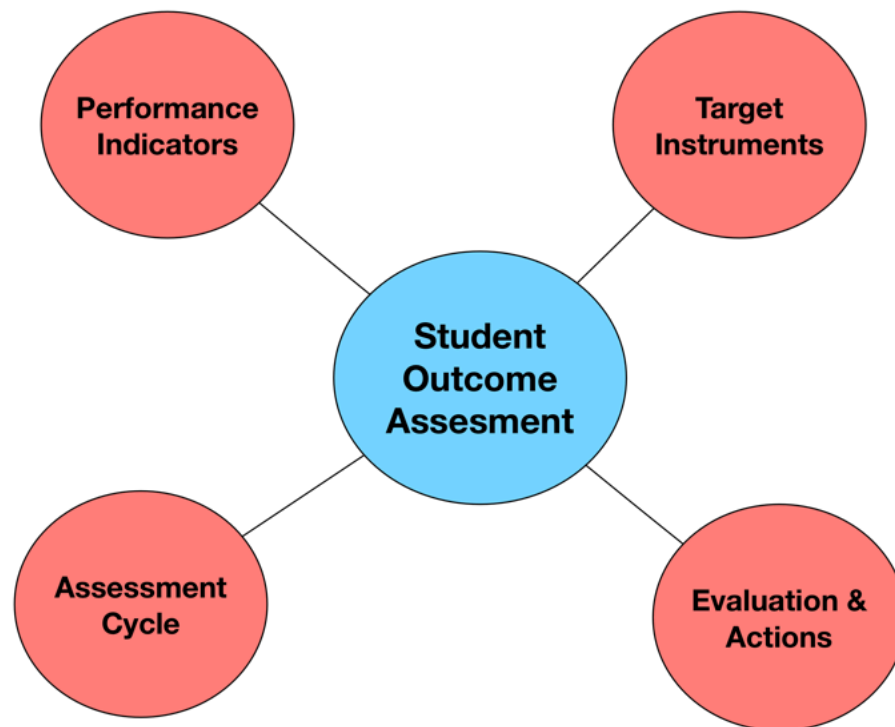 Performance
Indicators
Target
Instruments
Student
Outcome
Assesment
Assessment
Cycle
Evaluation &
Actions